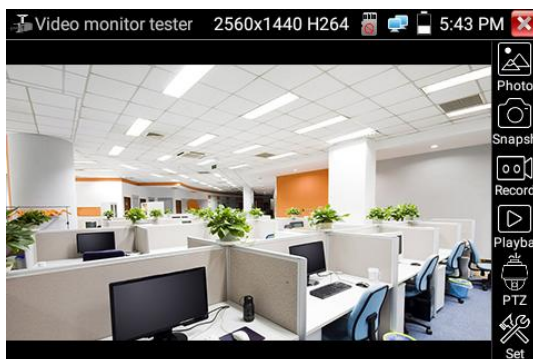 Video monitor tester 2560x1440 H264 5:43 PM
Photo
Snapsh
Record
Playba
PTZ
Set